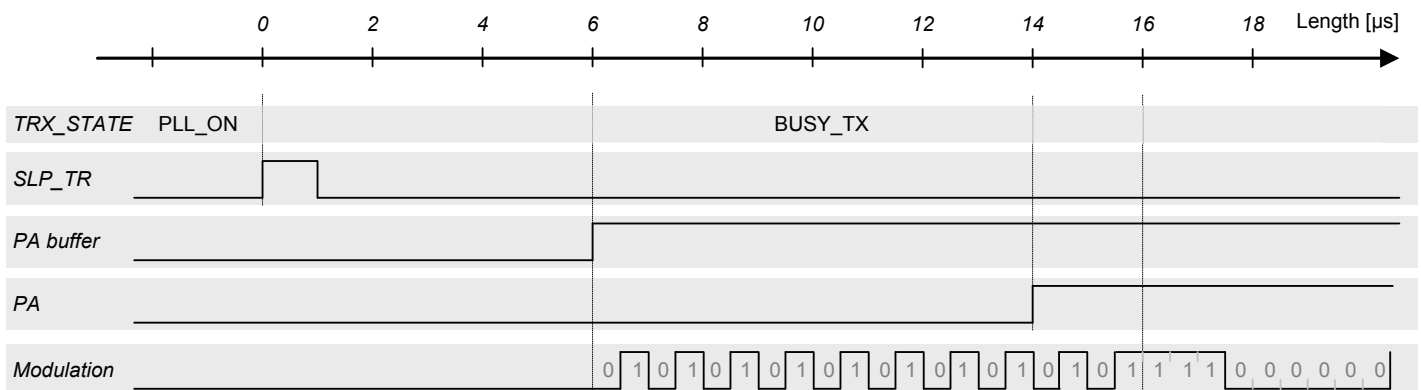 0 2 4 6 8 10 12 14 16 18 Length [µs]
TRX_STATE PLL_ON BUSY_TX
SLP_TR
PA buffer
PA
Modulation 0 1 0 1 0 1 0 1 0 1 0 1 0 1 0 1 0 1 0 1 1 1 1 0 0 0 0 0 0